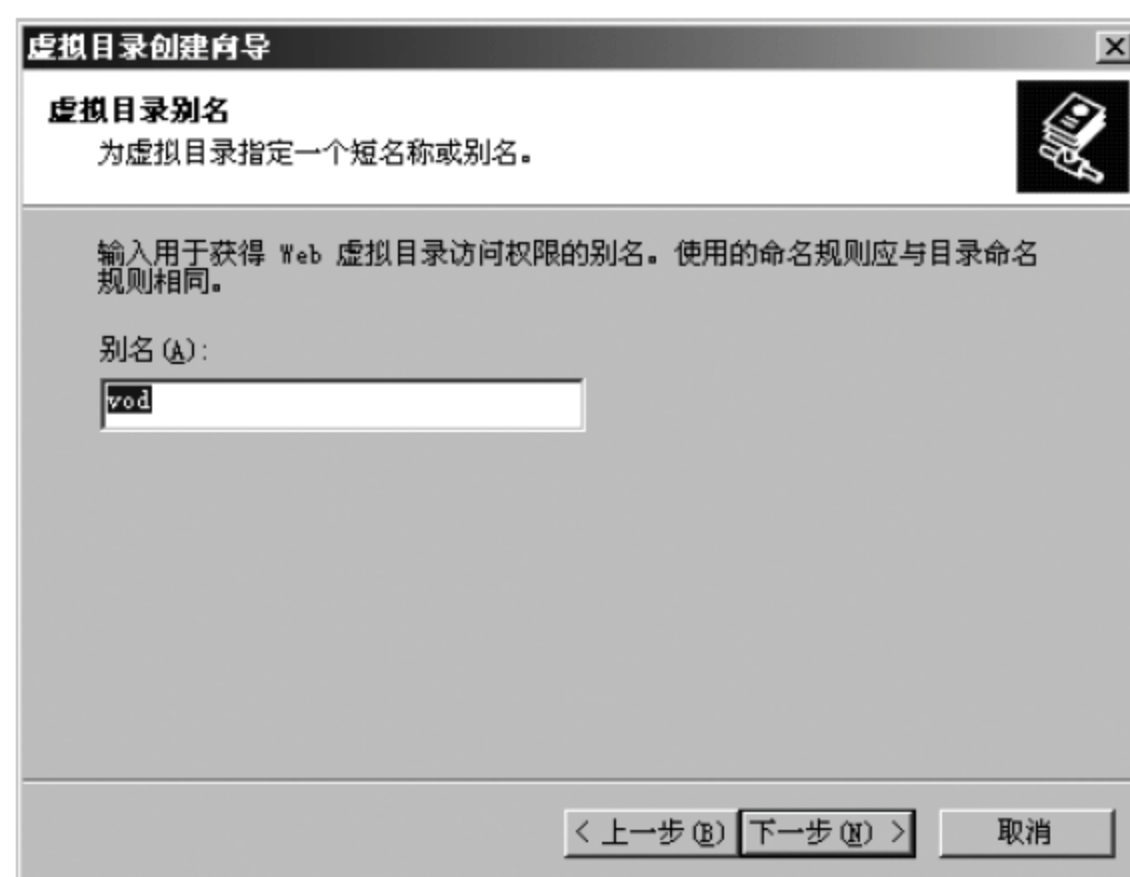 虚拟目录创建向导
虚拟目录别名
为虚拟目录指定一个短名称或别名。
输入用于获得 Web 虚拟目录访问权限的别名。使用的命名规则应与目录命名
规则相同。
别名(A):
vod
< 上一步(B) 下一步(N) > 取消